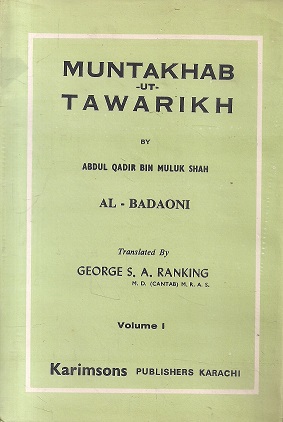 MUNTAKHAB
-UT-
TAWARIKH
BY
ABDUL QADIR BIN MULUK SHAH
AL - BADAONI
Translated By
GEORGE S. A. RANKING
M. D. (CANTAB) M. R. A. S.
Volume I
Karimsons PUBLISHERS KARACHI